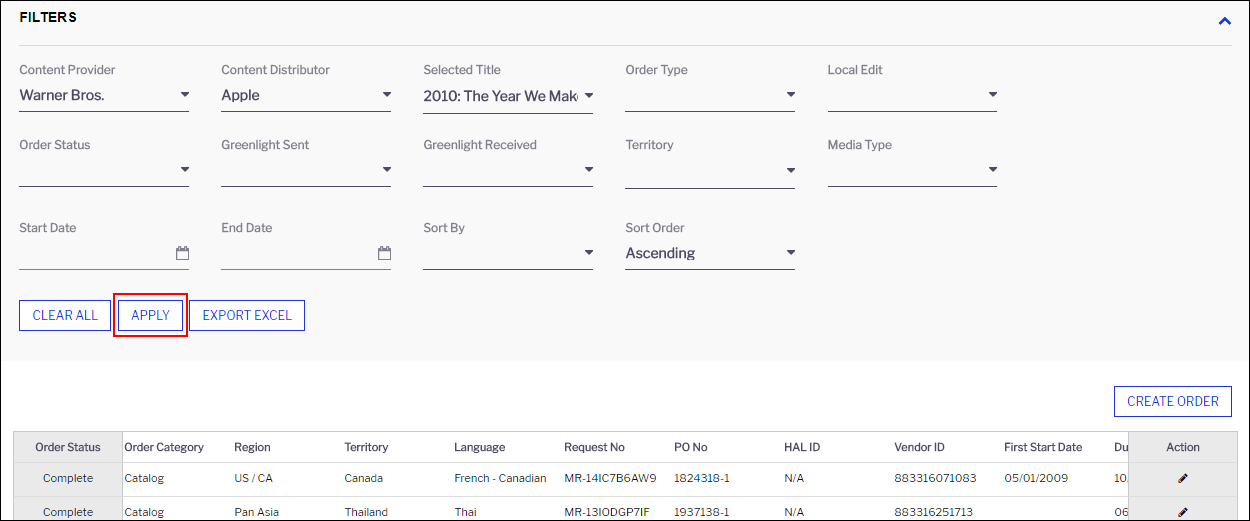 FILTERS
Content Provider Content Distributor Selected Title Order Type Local Edit
Warner Bros. Apple 2010: The Year We Mak
Order Status Greenlight Sent Greenlight Received Territory Media Type
Start Date End Date Sort By Sort Order
Ascending
CLEAR ALL APPLY EXPORT EXCEL
CREATE ORDER
Order Status Order Category Region Territory Language Request No PO No HAL ID Vendor ID First Start Date Du Action
Complete Catalog US / CA Canada French - Canadian MR-14IC7B6AW9 1824318-1 N/A 883316071083 05/01/2009 10
Complete Catalog Pan Asia Thailand Thai MR-13IODGP7IF 1937138-1 N/A 883316251713 06